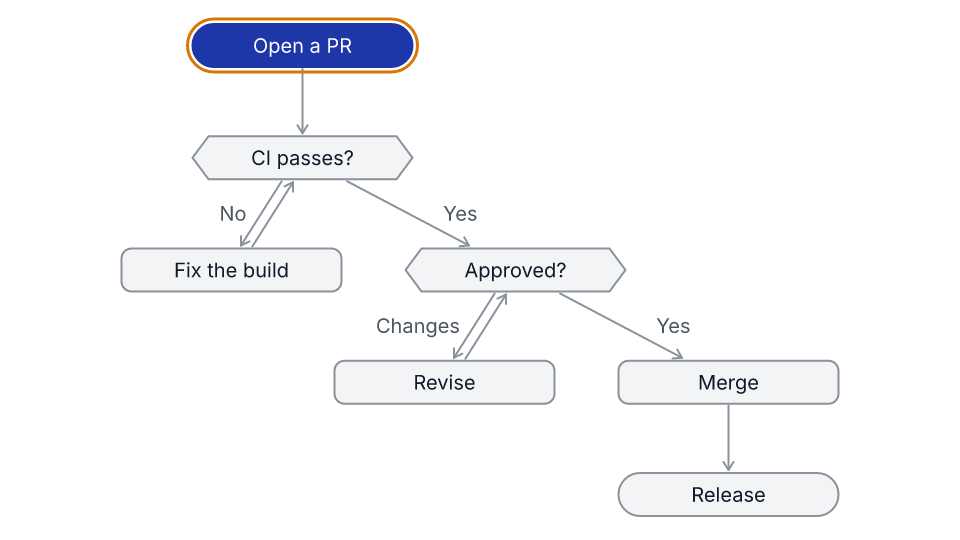 Open a PR
CI passes?
No
Yes
Fix the build
Approved?
Changes
Yes
Revise
Merge
Release